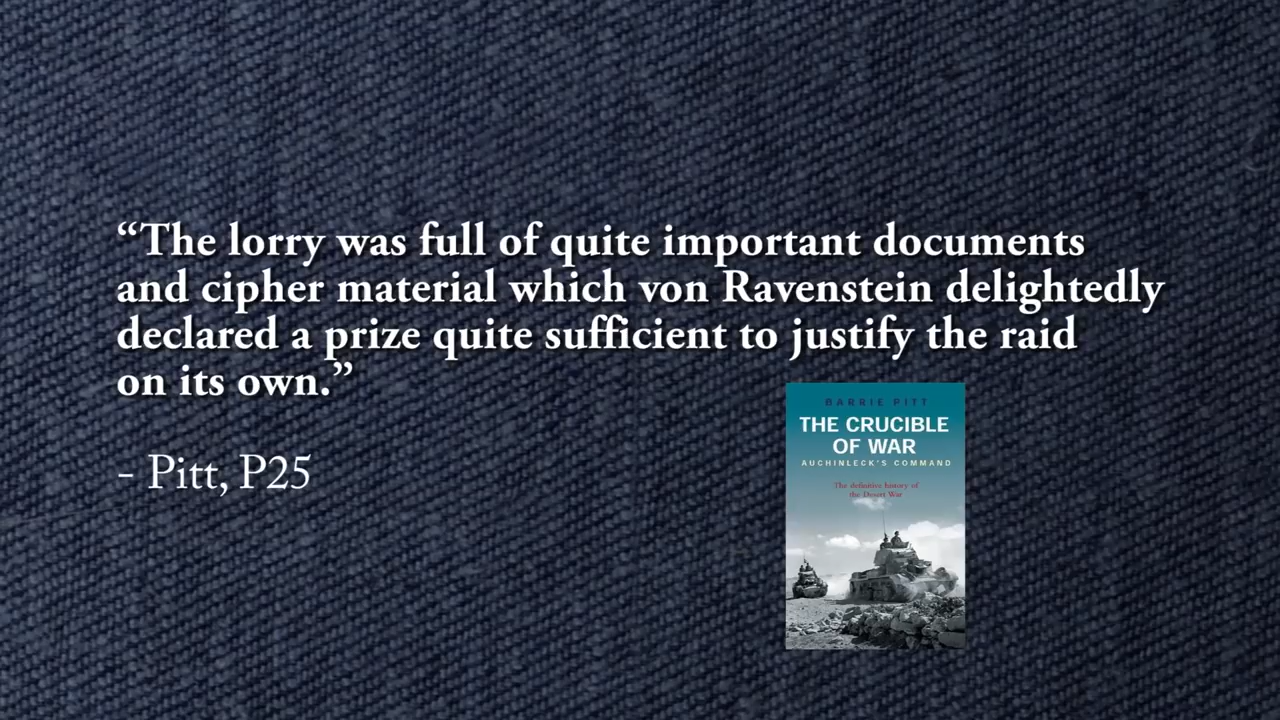 “The lorry was full of quite important documents
and cipher material which von Ravenstein delightedly
declared a prize quite sufficient to justify the raid
on its own.”
- Pitt, P25
BARRIE PITT
THE CRUCIBLE
OF WAR
AUCHINLECK'S COMMAND
The definitive history of
the Desert War